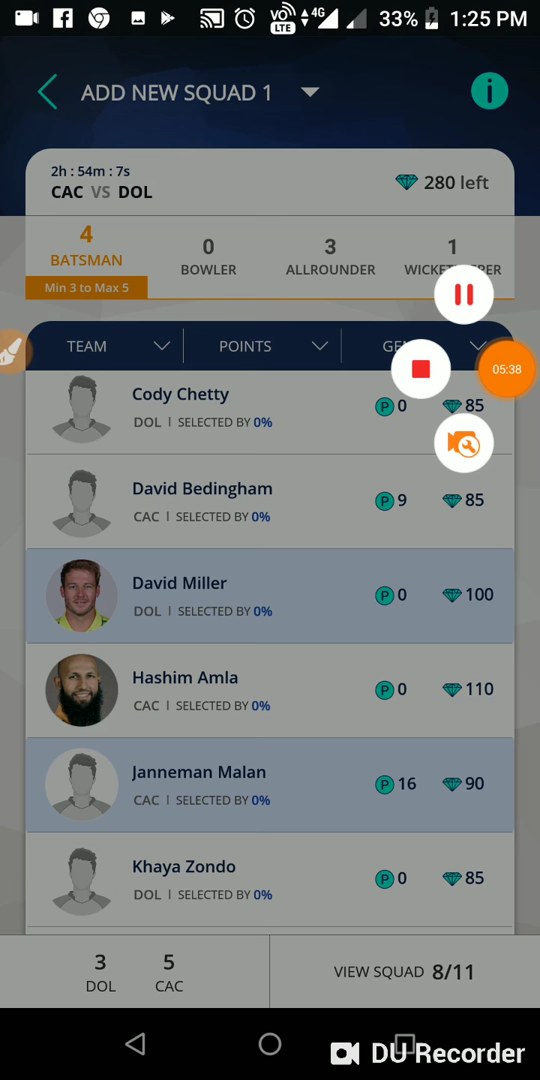 VO LTE 4G 33% 1:25 PM
ADD NEW SQUAD 1
i
2h : 54m : 7s
CAC VS DOL
280 left
4 0 3 1
BATSMAN BOWLER ALLROUNDER
Min 3 to Max 5
TEAM POINTS
05:38
Cody Chetty
P 0 85
DOL | SELECTED BY 0%
David Bedingham
P 9 85
CAC | SELECTED BY 0%
David Miller
P 0 100
DOL | SELECTED BY 0%
Hashim Amla
P 0 110
CAC | SELECTED BY 0%
Janneman Malan
P 16 90
CAC | SELECTED BY 0%
Khaya Zondo
P 0 85
DOL | SELECTED BY 0%
3 5
DOL CAC
VIEW SQUAD 8/11
DU Recorder